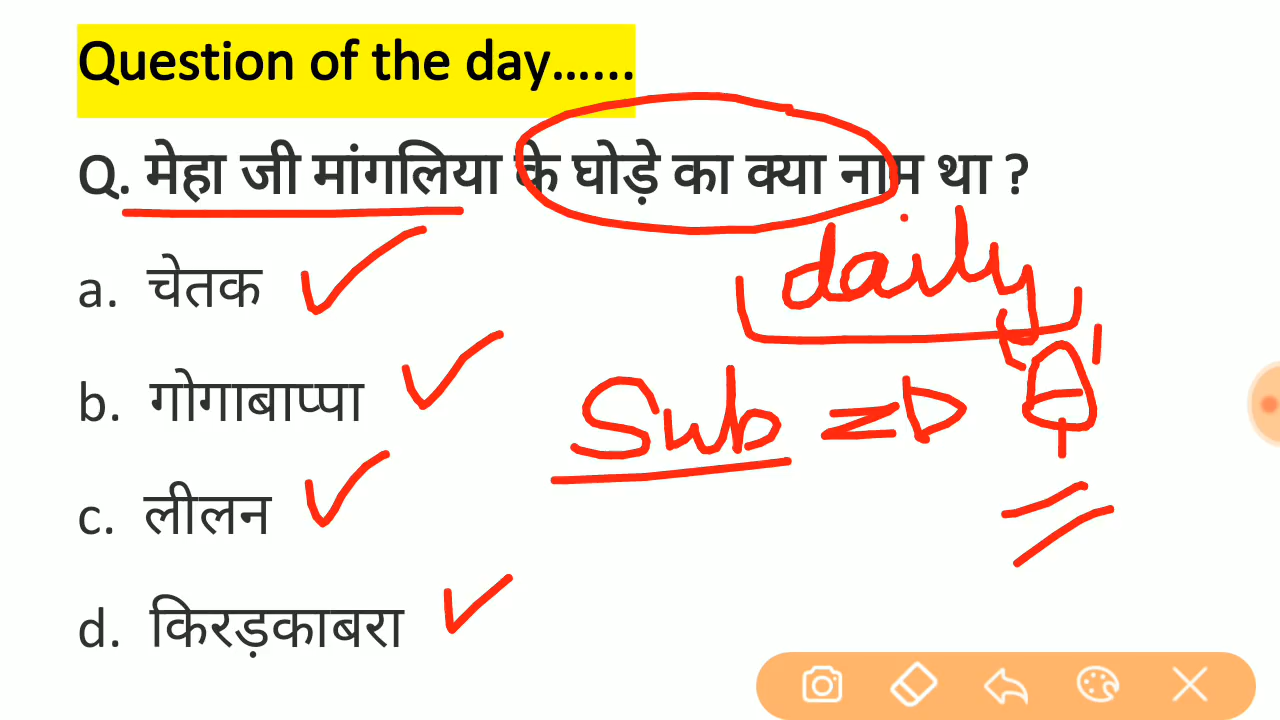 Question of the day......
Q. मेहा जी मांगलिया के घोड़े का क्या नाम था ?
a. चेतक
daily
b. गोगाबाप्पा
Sub
c. लीलन
d. किरड़काबरा